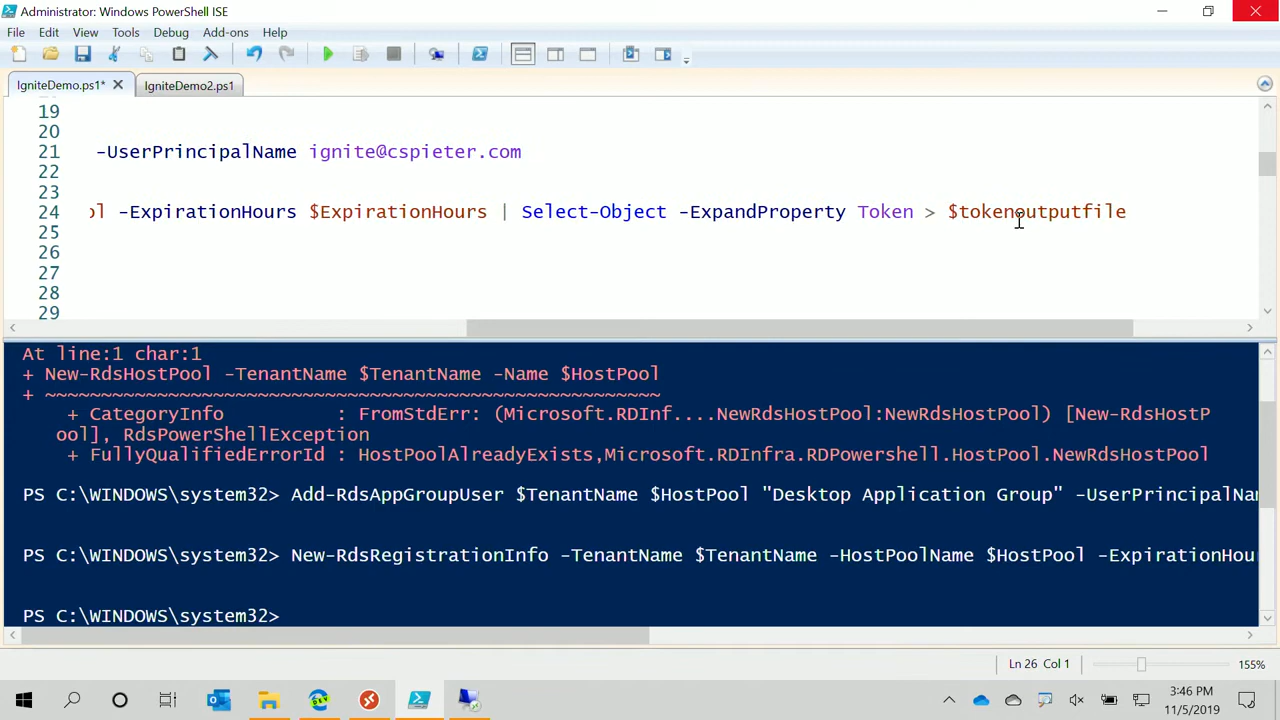 Administrator: Windows PowerShell ISE
File Edit View Tools Debug Add-ons Help
IgniteDemo.ps1* IgniteDemo2.ps1
19
20
21 -UserPrincipalName ignite@cspieter.com
22
23
24 ol -ExpirationHours $ExpirationHours | Select-Object -ExpandProperty Token > $tokenoutputfile
25
26
27
28
29
At line:1 char:1
+ New-RdsHostPool -TenantName $TenantName -Name $HostPool
+ ~~~~~~~~~~~~~~~~~~~~~~~~~~~~~~~~~~~~~~~~~~~~~~~~~~~~~~~
+ CategoryInfo : FromStdErr: (Microsoft.RDInf....NewRdsHostPool:NewRdsHostPool) [New-RdsHostP
ool], RdsPowerShellException
+ FullyQualifiedErrorId : HostPoolAlreadyExists,Microsoft.RDInfra.RDPowershell.HostPool.NewRdsHostPool
PS C:\WINDOWS\system32> Add-RdsAppGroupUser $TenantName $HostPool "Desktop Application Group" -UserPrincipalNam
PS C:\WINDOWS\system32> New-RdsRegistrationInfo -TenantName $TenantName -HostPoolName $HostPool -ExpirationHou
PS C:\WINDOWS\system32>
Ln 26 Col 1 155%
3:46 PM
11/5/2019